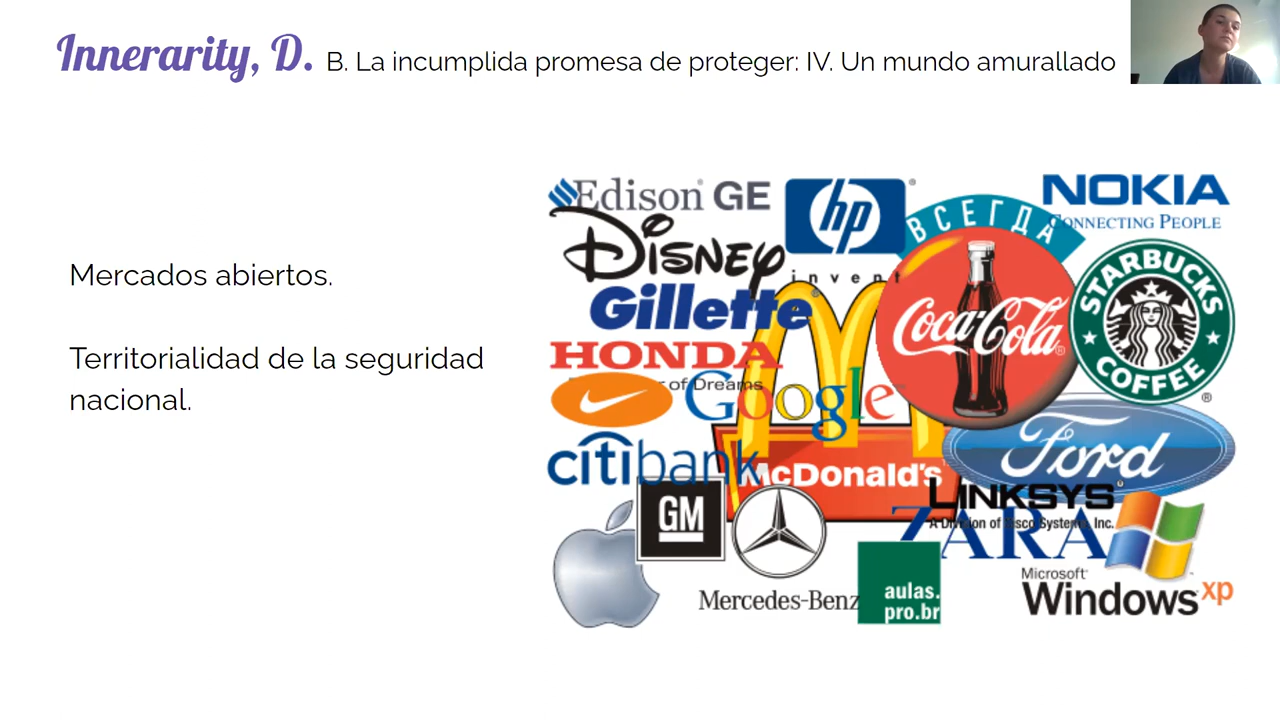 Innerarity, D. B. La incumplida promesa de proteger: IV. Un mundo amurallado
Mercados abiertos.
Territorialidad de la seguridad
nacional.
Edison® GE
hp®
invent
ВСЕГДА
NOKIA
CONNECTING PEOPLE
DISNEY
Gillette®
Coca-Cola®
STARBUCKS
COFFEE®
HONDA
of Dreams
Google™
citibank
McDonald's
Ford®
GM
LINKSYS
A Division of Cisco Systems, Inc.
ZARA
Mercedes-Benz
aulas.
pro.br
Microsoft®
Windows xp